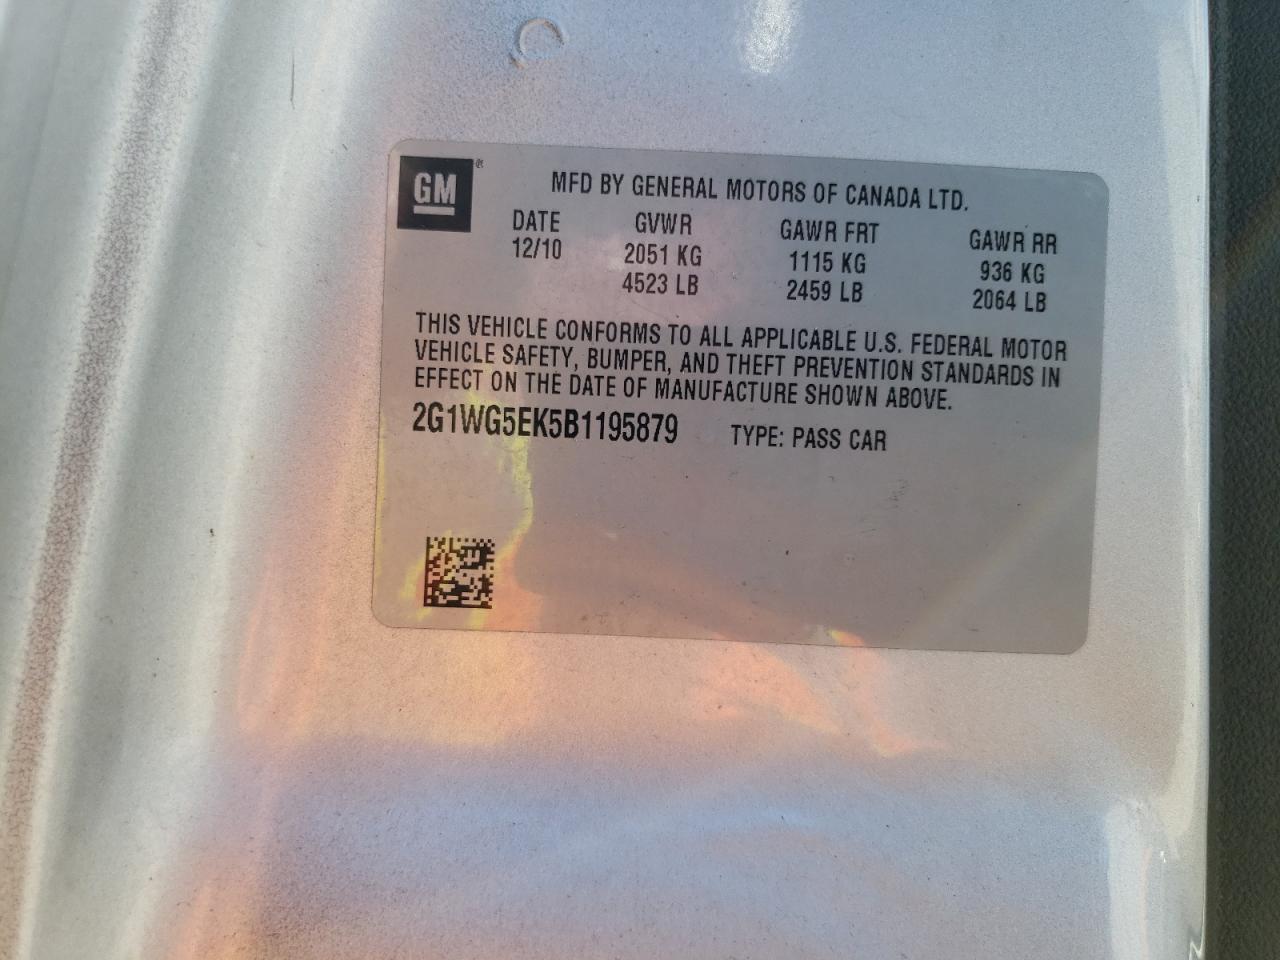 GM®
MFD BY GENERAL MOTORS OF CANADA LTD.
DATE GVWR GAWR FRT GAWR RR
12/10 2051 KG 1115 KG 936 KG
4523 LB 2459 LB 2064 LB
THIS VEHICLE CONFORMS TO ALL APPLICABLE U.S. FEDERAL MOTOR
VEHICLE SAFETY, BUMPER, AND THEFT PREVENTION STANDARDS IN
EFFECT ON THE DATE OF MANUFACTURE SHOWN ABOVE.
2G1WG5EK5B1195879 TYPE: PASS CAR